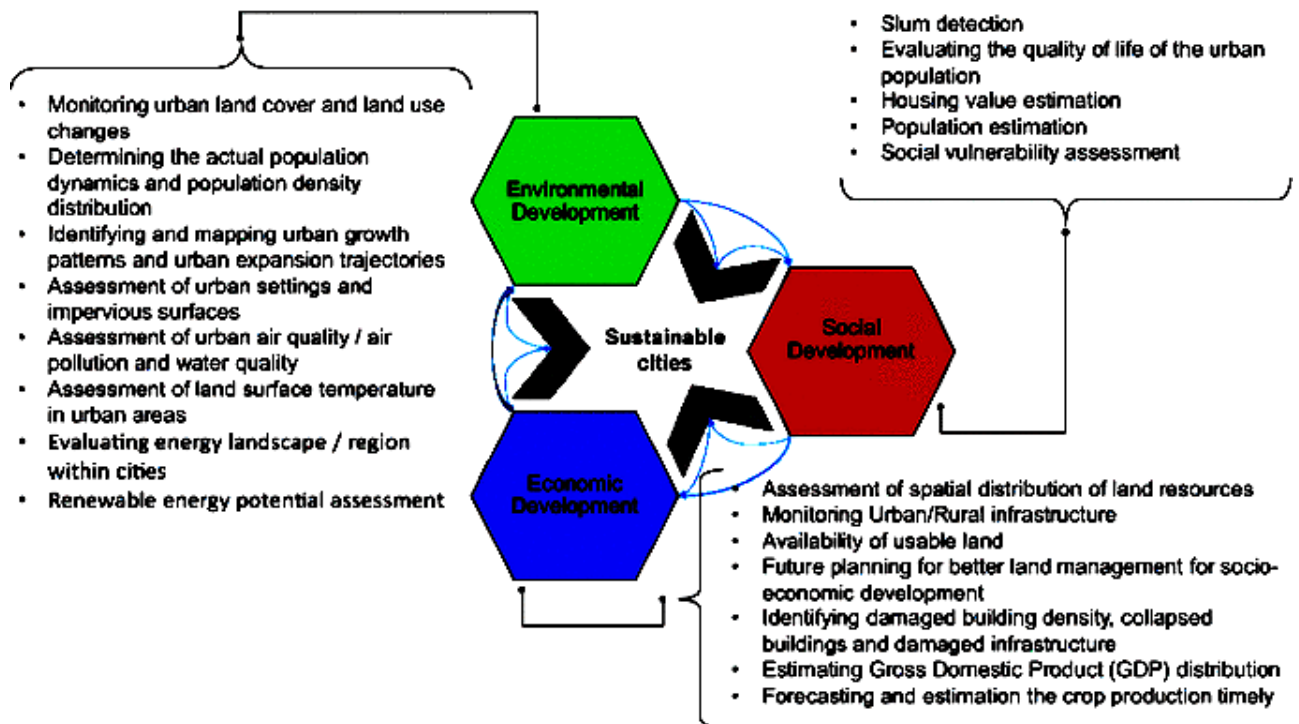 • Monitoring urban land cover and land use
changes
• Determining the actual population
dynamics and population density
distribution
• Identifying and mapping urban growth
patterns and urban expansion trajectories
• Assessment of urban settings and
impervious surfaces
• Assessment of urban air quality / air
pollution and water quality
• Assessment of land surface temperature
in urban areas
• Evaluating energy landscape / region
within cities
• Renewable energy potential assessment
Environmental
Development
• Slum detection
• Evaluating the quality of life of the urban
population
• Housing value estimation
• Population estimation
• Social vulnerability assessment
Sustainable
cities
Social
Development
Economic
Development
• Assessment of spatial distribution of land resources
• Monitoring Urban/Rural infrastructure
• Availability of usable land
• Future planning for better land management for socio-
economic development
• Identifying damaged building density, collapsed
buildings and damaged infrastructure
• Estimating Gross Domestic Product (GDP) distribution
• Forecasting and estimation the crop production timely